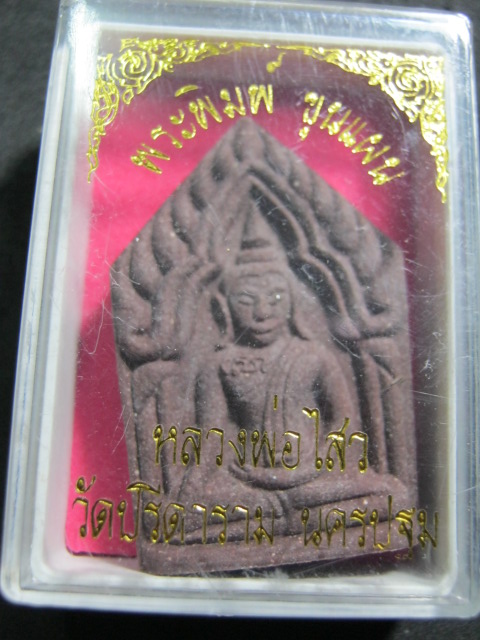 พระพิมพ์ ขุนแผน
หลวงพ่อไสว
วัดปรีดาราม นครปฐม